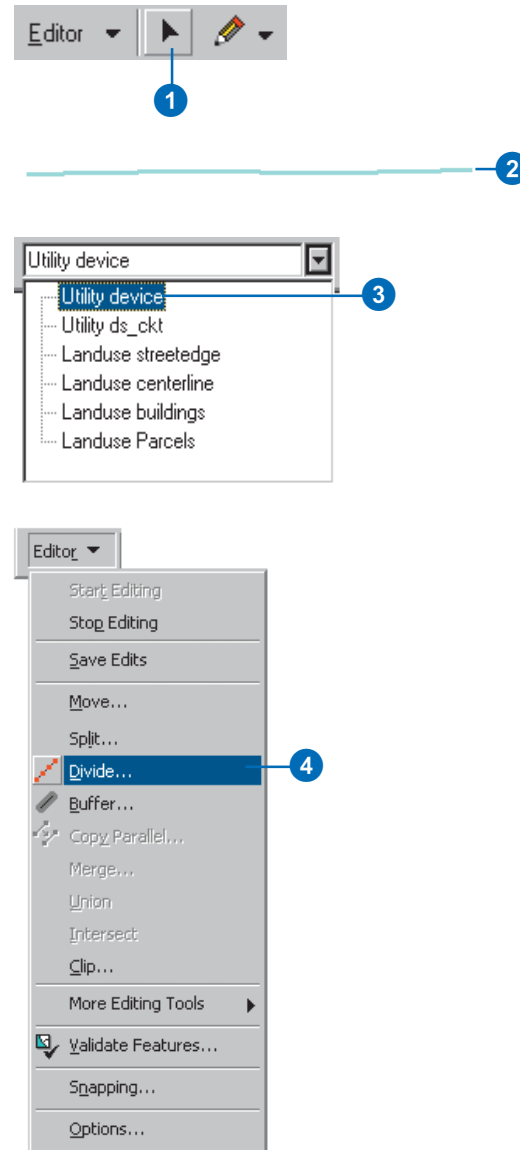 Editor
1
2
Utility device
Utility device
3
Utility ds_ckt
Landuse streetedge
Landuse centerline
Landuse buildings
Landuse Parcels
Editor
Start Editing
Stop Editing
Save Edits
Move...
Split...
Divide...
4
Buffer...
Copy Parallel...
Merge...
Union
Intersect
Clip...
More Editing Tools
Validate Features...
Snapping...
Options...